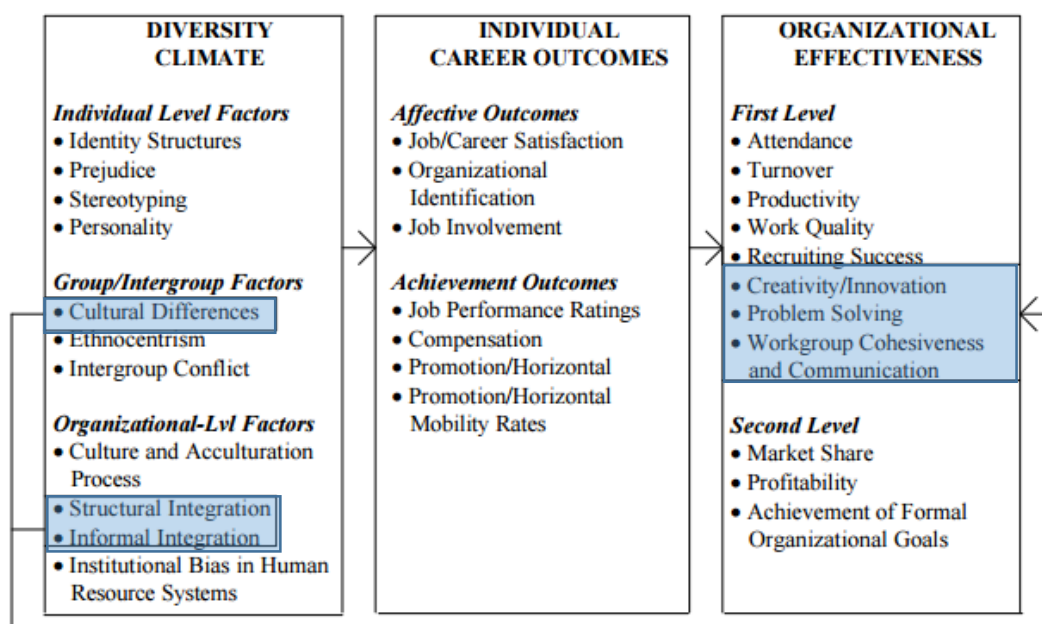 DIVERSITY
CLIMATE
Individual Level Factors
• Identity Structures
• Prejudice
• Stereotyping
• Personality
Group/Intergroup Factors
• Cultural Differences
• Ethnocentrism
• Intergroup Conflict
Organizational-Lvl Factors
• Culture and Acculturation
Process
• Structural Integration
• Informal Integration
• Institutional Bias in Human
Resource Systems
INDIVIDUAL
CAREER OUTCOMES
Affective Outcomes
• Job/Career Satisfaction
• Organizational
Identification
• Job Involvement
Achievement Outcomes
• Job Performance Ratings
• Compensation
• Promotion/Horizontal
• Promotion/Horizontal
Mobility Rates
ORGANIZATIONAL
EFFECTIVENESS
First Level
• Attendance
• Turnover
• Productivity
• Work Quality
• Recruiting Success
• Creativity/Innovation
• Problem Solving
• Workgroup Cohesiveness
and Communication
Second Level
• Market Share
• Profitability
• Achievement of Formal
Organizational Goals